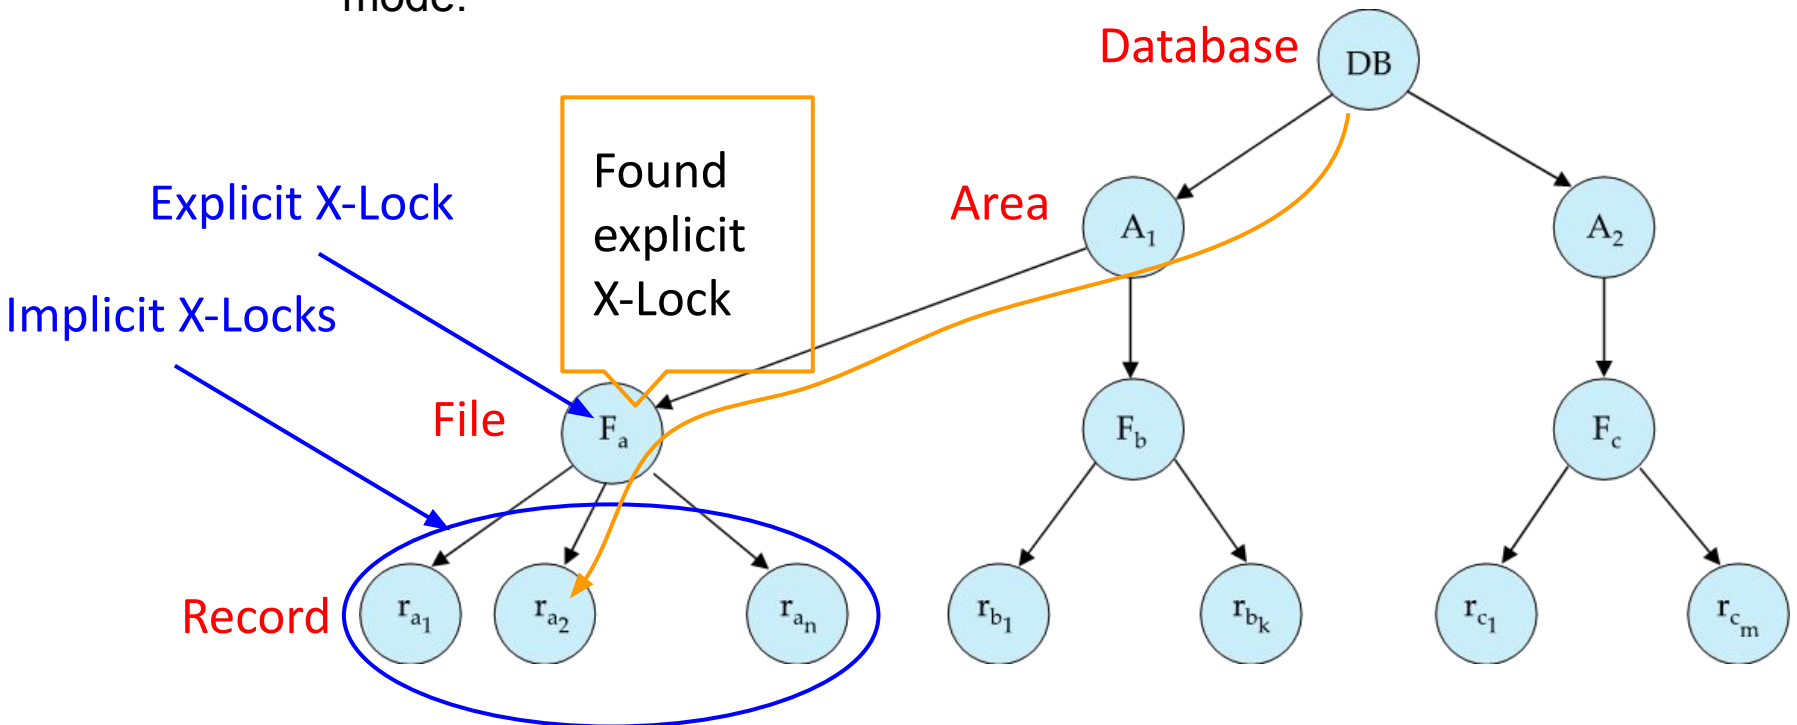 mode.
Database
DB
Found
explicit
X-Lock
Explicit X-Lock
Area
A1
A2
Implicit X-Locks
File
Fa
Fb
Fc
Record
ra1
ra2
ran
rb1
rbk
rc1
rcm